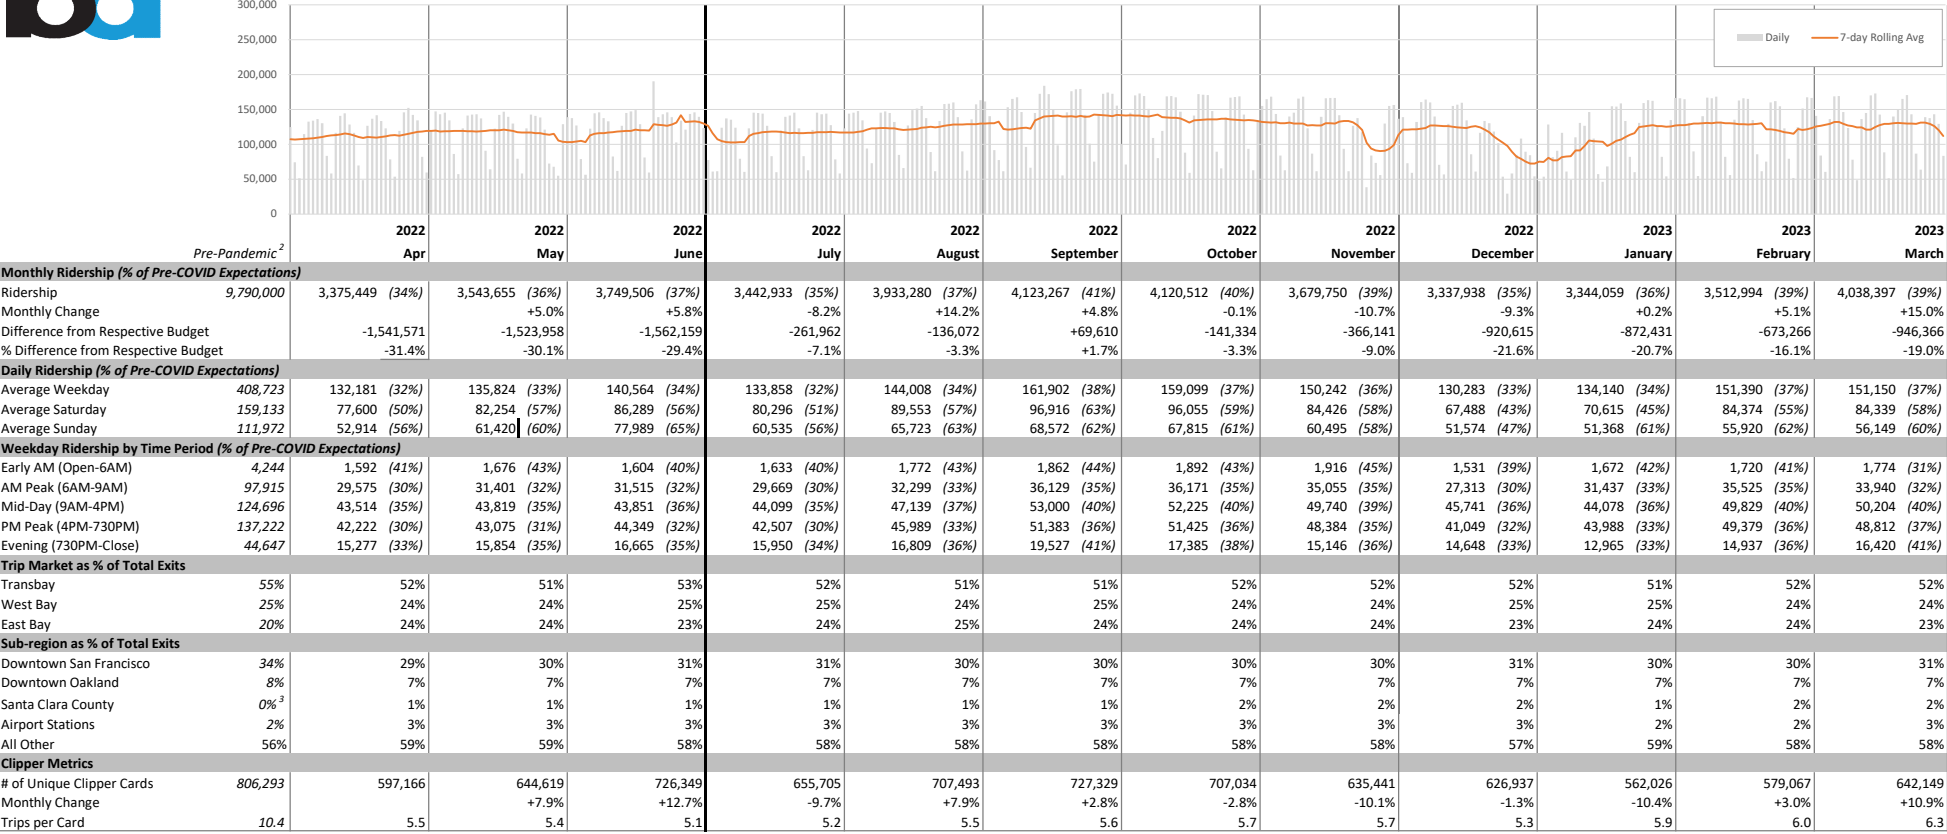 ba
300,000
250,000
200,000
150,000
100,000
50,000
0
Daily 7-day Rolling Avg
2022 2022 2022 2022 2022 2022 2022 2022 2022 2023 2023 2023
Pre-Pandemic 2 Apr May June July August September October November December January February March
Monthly Ridership (% of Pre-COVID Expectations)
Ridership 9,790,000 3,375,449 (34%) 3,543,655 (36%) 3,749,506 (37%) 3,442,933 (35%) 3,933,280 (37%) 4,123,267 (41%) 4,120,512 (40%) 3,679,750 (39%) 3,337,938 (35%) 3,344,059 (36%) 3,512,994 (39%) 4,038,397 (39%)
Monthly Change +5.0% +5.8% -8.2% +14.2% +4.8% -0.1% -10.7% -9.3% +0.2% +5.1% +15.0%
Difference from Respective Budget -1,541,571 -1,523,958 -1,562,159 -261,962 -136,072 +69,610 -141,334 -366,141 -920,615 -872,431 -673,266 -946,366
% Difference from Respective Budget -31.4% -30.1% -29.4% -7.1% -3.3% +1.7% -3.3% -9.0% -21.6% -20.7% -16.1% -19.0%
Daily Ridership (% of Pre-COVID Expectations)
Average Weekday 408,723 132,181 (32%) 135,824 (33%) 140,564 (34%) 133,858 (32%) 144,008 (34%) 161,902 (38%) 159,099 (37%) 150,242 (36%) 130,283 (33%) 134,140 (34%) 151,390 (37%) 151,150 (37%)
Average Saturday 159,133 77,600 (50%) 82,254 (57%) 86,289 (56%) 80,296 (51%) 89,553 (57%) 96,916 (63%) 96,055 (59%) 84,426 (58%) 67,488 (43%) 70,615 (45%) 84,374 (55%) 84,339 (58%)
Average Sunday 111,972 52,914 (56%) 61,420 (60%) 77,989 (65%) 60,535 (56%) 65,723 (63%) 68,572 (62%) 67,815 (61%) 60,495 (58%) 51,574 (47%) 51,368 (61%) 55,920 (62%) 56,149 (60%)
Weekday Ridership by Time Period (% of Pre-COVID Expectations)
Early AM (Open-6AM) 4,244 1,592 (41%) 1,676 (43%) 1,604 (40%) 1,633 (40%) 1,772 (43%) 1,862 (44%) 1,892 (43%) 1,916 (45%) 1,531 (39%) 1,672 (42%) 1,720 (41%) 1,774 (31%)
AM Peak (6AM-9AM) 97,915 29,575 (30%) 31,401 (32%) 31,515 (32%) 29,669 (30%) 32,299 (33%) 36,129 (35%) 36,171 (35%) 35,055 (35%) 27,313 (30%) 31,437 (33%) 35,525 (35%) 33,940 (32%)
Mid-Day (9AM-4PM) 124,696 43,514 (35%) 43,819 (35%) 43,851 (36%) 44,099 (35%) 47,139 (37%) 53,000 (40%) 52,225 (40%) 49,740 (39%) 45,741 (36%) 44,078 (36%) 49,829 (40%) 50,204 (40%)
PM Peak (4PM-730PM) 137,222 42,222 (30%) 43,075 (31%) 44,349 (32%) 42,507 (30%) 45,989 (33%) 51,383 (36%) 51,425 (36%) 48,384 (35%) 41,049 (32%) 43,988 (33%) 49,379 (36%) 48,812 (37%)
Evening (730PM-Close) 44,647 15,277 (33%) 15,854 (35%) 16,665 (35%) 15,950 (34%) 16,809 (36%) 19,527 (41%) 17,385 (38%) 15,146 (36%) 14,648 (33%) 12,965 (33%) 14,937 (36%) 16,420 (41%)
Trip Market as % of Total Exits
Transbay 55% 52% 51% 53% 52% 51% 51% 52% 52% 52% 51% 52% 52%
West Bay 25% 24% 24% 25% 25% 24% 25% 24% 24% 25% 25% 24% 24%
East Bay 20% 24% 24% 23% 24% 25% 24% 24% 24% 23% 24% 24% 23%
Sub-region as % of Total Exits
Downtown San Francisco 34% 29% 30% 31% 31% 30% 30% 30% 30% 31% 30% 30% 31%
Downtown Oakland 8% 7% 7% 7% 7% 7% 7% 7% 7% 7% 7% 7% 7%
Santa Clara County 0% 3 1% 1% 1% 1% 1% 1% 2% 2% 2% 1% 2% 2%
Airport Stations 2% 3% 3% 3% 3% 3% 3% 3% 3% 3% 2% 2% 3%
All Other 56% 59% 59% 58% 58% 58% 58% 58% 58% 57% 59% 58% 58%
Clipper Metrics
# of Unique Clipper Cards 806,293 597,166 644,619 726,349 655,705 707,493 727,329 707,034 635,441 626,937 562,026 579,067 642,149
Monthly Change +7.9% +12.7% -9.7% +7.9% +2.8% -2.8% -10.1% -1.3% -10.4% +3.0% +10.9%
Trips per Card 10.4 5.5 5.4 5.1 5.2 5.5 5.6 5.7 5.7 5.3 5.9 6.0 6.3